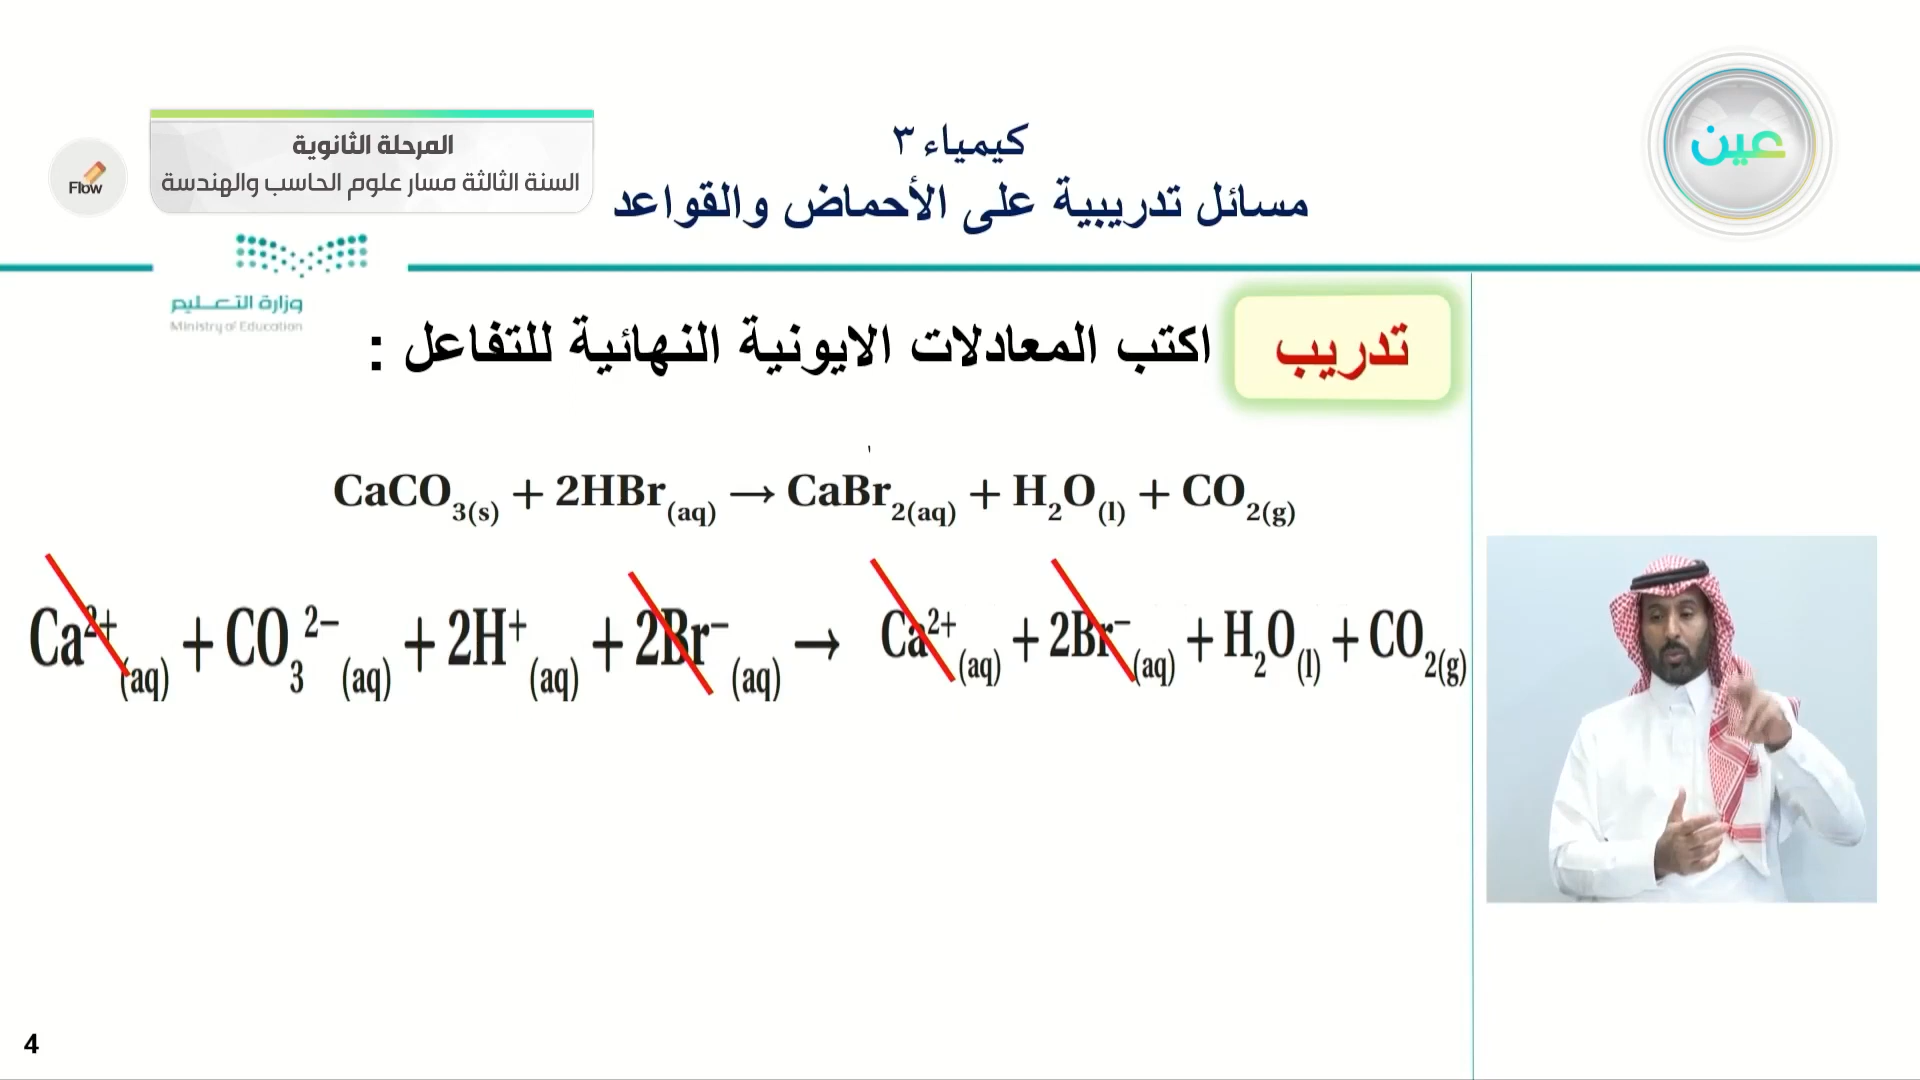 عين
كيمياء ٣
مسائل تدريبية على الأحماض والقواعد
المرحلة الثانوية
السنة الثالثة مسار علوم الحاسب والهندسة
Flow
وزارة التعليم
Ministry of Education
تدريب اكتب المعادلات الايونية النهائية للتفاعل :
CaCO₃(s) + 2HBr(aq) → CaBr₂(aq) + H₂O(l) + CO₂(g)
Ca²⁺(aq) + CO₃²⁻(aq) + 2H⁺(aq) + 2Br⁻(aq) → Ca²⁺(aq) + 2Br⁻(aq) + H₂O(l) + CO₂(g)
4